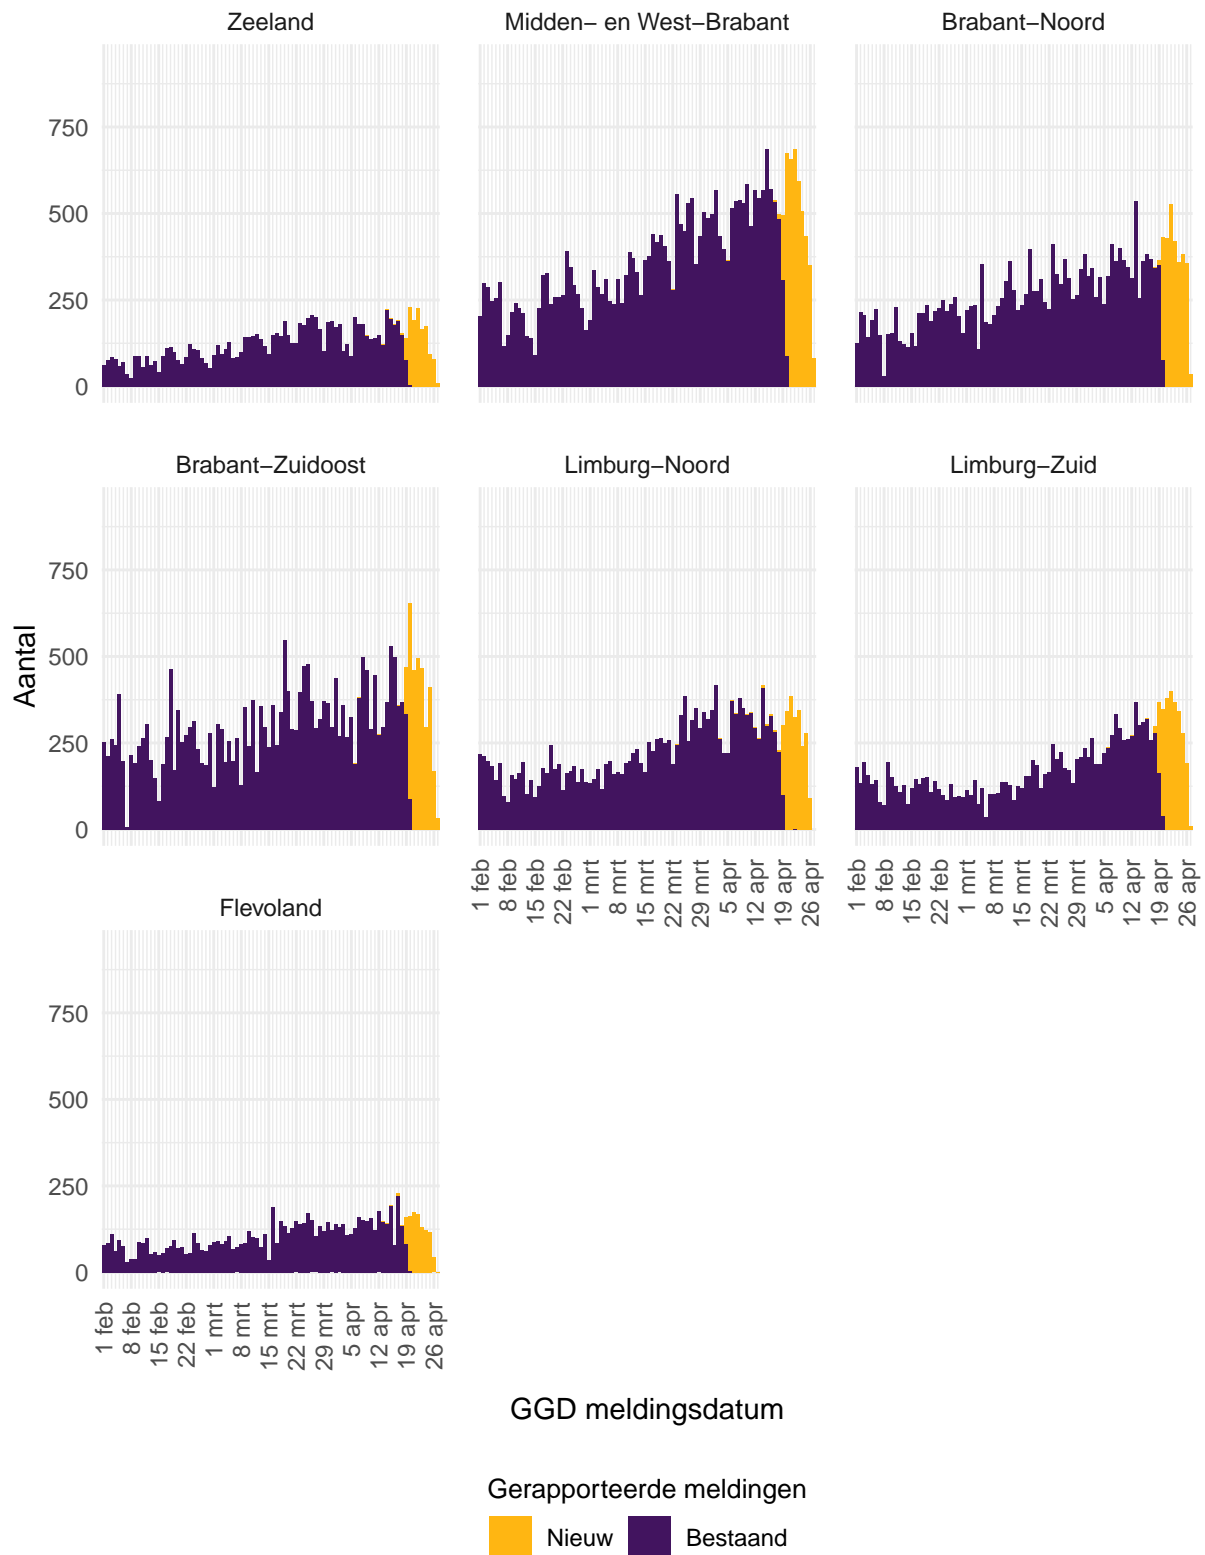 Zeeland
Midden– en West–Brabant
Brabant–Noord
750
500
250
0
Brabant–Zuidoost
Limburg–Noord
Limburg–Zuid
Aantal
750
500
250
0
1 feb
8 feb
15 feb
22 feb
1 mrt
8 mrt
15 mrt
22 mrt
29 mrt
5 apr
12 apr
19 apr
26 apr
1 feb
8 feb
15 feb
22 feb
1 mrt
8 mrt
15 mrt
22 mrt
29 mrt
5 apr
12 apr
19 apr
26 apr
Flevoland
750
500
250
0
1 feb
8 feb
15 feb
22 feb
1 mrt
8 mrt
15 mrt
22 mrt
29 mrt
5 apr
12 apr
19 apr
26 apr
GGD meldingsdatum
Gerapporteerde meldingen
Nieuw
Bestaand